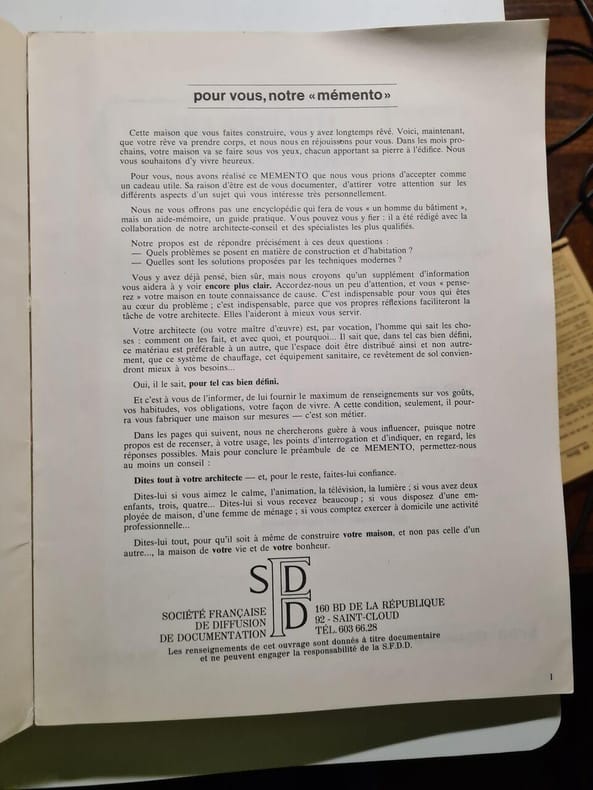 pour vous, notre « mémento »
Cette maison que vous faites construire, vous y avez longtemps rêvé. Voici, maintenant,
que votre rêve va prendre corps, et nous nous en réjouissons pour vous. Dans les mois pro-
chains, votre maison va se faire sous vos yeux, chacun apportant sa pierre à l'édifice. Nous
vous souhaitons d'y vivre heureux.
Pour vous, nous avons réalisé ce MEMENTO que nous vous prions d'accepter comme
un cadeau utile. Sa raison d'être est de vous documenter, d'attirer votre attention sur les
différents aspects d'un sujet qui vous intéresse très personnellement.
Nous ne vous offrons pas une encyclopédie qui fera de vous « un homme du bâtiment »,
mais un aide-mémoire, un guide pratique. Vous pouvez vous y fier : il a été rédigé avec la
collaboration de notre architecte-conseil et des spécialistes les plus qualifiés.
Notre propos est de répondre précisément à ces deux questions :
— Quels problèmes se posent en matière de construction et d'habitation ?
— Quelles sont les solutions proposées par les techniques modernes ?
Vous y avez déjà pensé, bien sûr, mais nous croyons qu'un supplément d'information
vous aidera à y voir encore plus clair. Accordez-nous un peu d'attention, et vous « pense-
rez » votre maison en toute connaissance de cause. C'est indispensable pour vous qui êtes
au cœur du problème ; c'est indispensable, parce que vos propres réflexions faciliteront la
tâche de votre architecte. Elles l'aideront à mieux vous servir.
Votre architecte (ou votre maître d'œuvre) est, par vocation, l'homme qui sait les cho-
ses : comment on les fait, et avec quoi, et pourquoi... Il sait que, dans tel cas bien défini,
ce matériau est préférable à un autre, que l'espace doit être distribué ainsi et non autre-
ment, que ce système de chauffage, cet équipement sanitaire, ce revêtement de sol convien-
dront mieux à vos besoins...
Oui, il le sait, pour tel cas bien défini.
Et c'est à vous de l'informer, de lui fournir le maximum de renseignements sur vos goûts,
vos habitudes, vos obligations, votre façon de vivre. A cette condition, seulement, il pour-
ra vous fabriquer une maison sur mesures — c'est son métier.
Dans les pages qui suivent, nous ne chercherons guère à vous influencer, puisque notre
propos est de recenser, à votre usage, les points d'interrogation et d'indiquer, en regard, les
réponses possibles. Mais pour conclure le préambule de ce MEMENTO, permettez-nous
au moins un conseil :
Dites tout à votre architecte — et, pour le reste, faites-lui confiance.
Dites-lui si vous aimez le calme, l'animation, la télévision, la lumière ; si vous avez deux
enfants, trois, quatre... Dites-lui si vous recevez beaucoup ; si vous disposez d'une em-
ployée de maison, d'une femme de ménage ; si vous comptez exercer à domicile une activité
professionnelle...
Dites-lui tout, pour qu'il soit à même de construire votre maison, et non pas celle d'un
autre..., la maison de votre vie et de votre bonheur.
SFDD
SOCIÉTÉ FRANÇAISE
DE DIFFUSION
DE DOCUMENTATION
160 BD DE LA RÉPUBLIQUE
92 - SAINT-CLOUD
TÉL. 603 66.28
Les renseignements de cet ouvrage sont donnés à titre documentaire
et ne peuvent engager la responsabilité de la S.F.D.D.
1